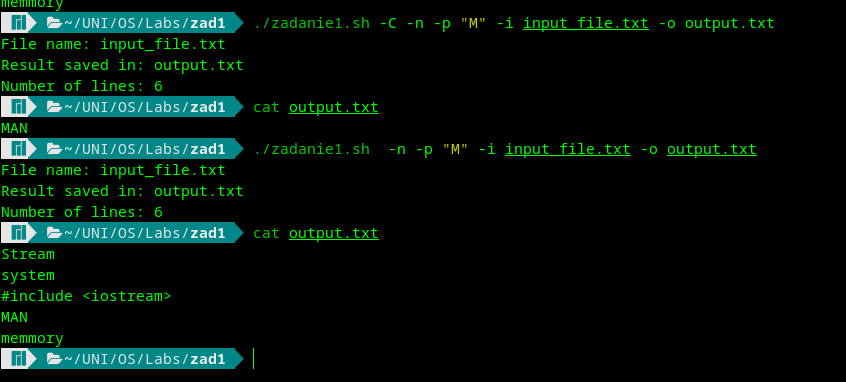 memmory
~/UNI/OS/Labs/zad1 ./zadanie1.sh -C -n -p "M" -i input_file.txt -o output.txt
File name: input_file.txt
Result saved in: output.txt
Number of lines: 6
~/UNI/OS/Labs/zad1 cat output.txt
MAN
~/UNI/OS/Labs/zad1 ./zadanie1.sh  -n -p "M" -i input_file.txt -o output.txt
File name: input_file.txt
Result saved in: output.txt
Number of lines: 6
~/UNI/OS/Labs/zad1 cat output.txt
Stream
system
#include <iostream>
MAN
memmory
~/UNI/OS/Labs/zad1